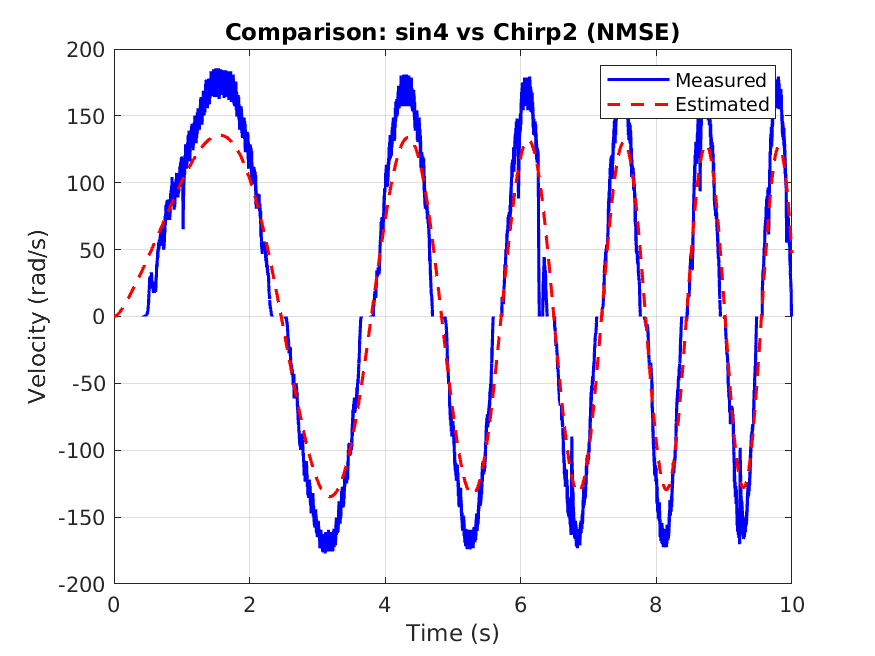 Comparison: sin4 vs Chirp2 (NMSE)
Measured
Estimated
200
150
100
50
0
-50
-100
-150
-200
Velocity (rad/s)
0 2 4 6 8 10
Time (s)